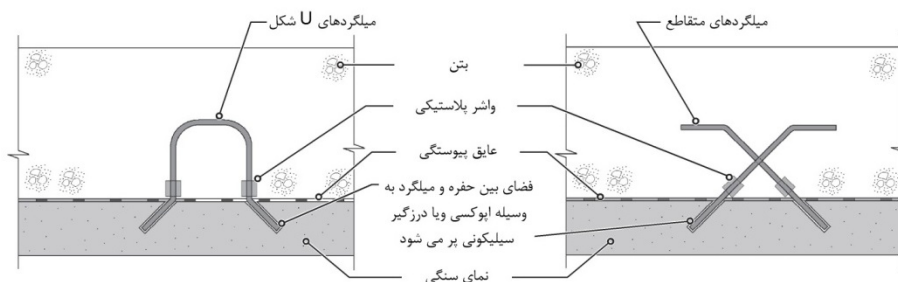 میلگردهای U شکل
میلگردهای متقاطع
بتن
واشر پلاستیکی
عایق پیوستگی
فضای بین حفره و میلگرد به
وسیله اپوکسی ویا درزگیر
سیلیکونی پر می شود
نمای سنگی